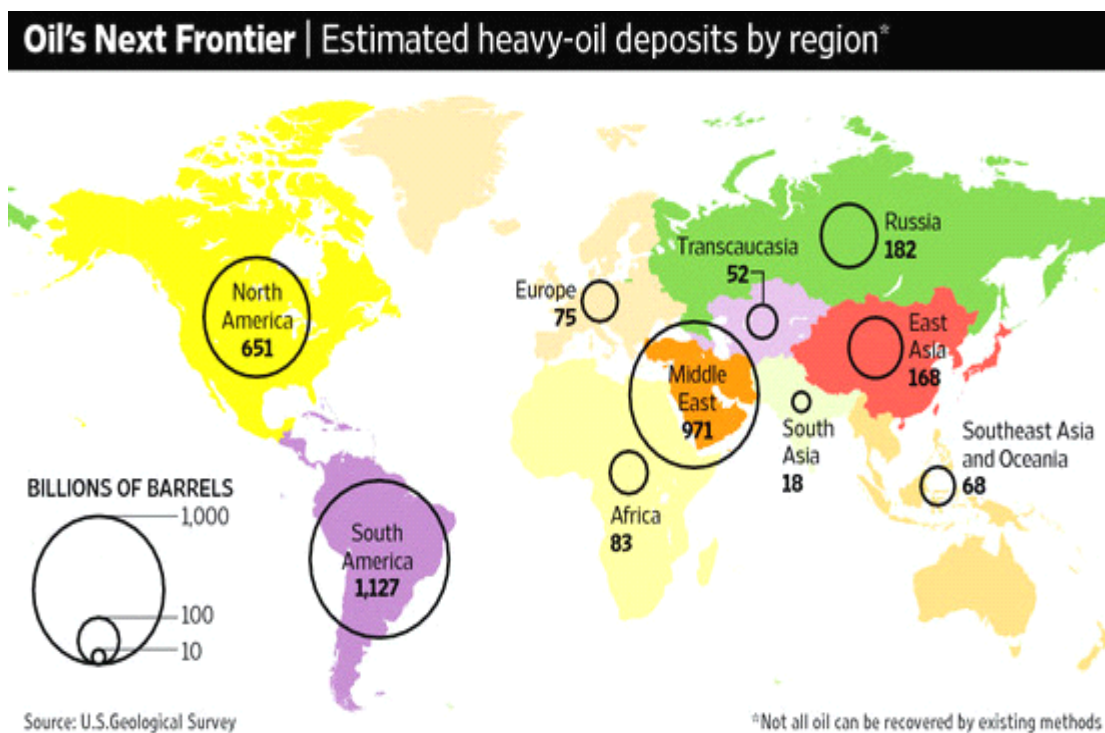 Oil's Next Frontier | Estimated heavy-oil deposits by region*
North
America
651
Europe
75
Transcaucasia
52
Russia
182
East
Asia
168
Middle
East
971
South
Asia
18
Southeast Asia
and Oceania
68
Africa
83
South
America
1,127
BILLIONS OF BARRELS
1,000
100
10
Source: U.S.Geological Survey
*Not all oil can be recovered by existing methods